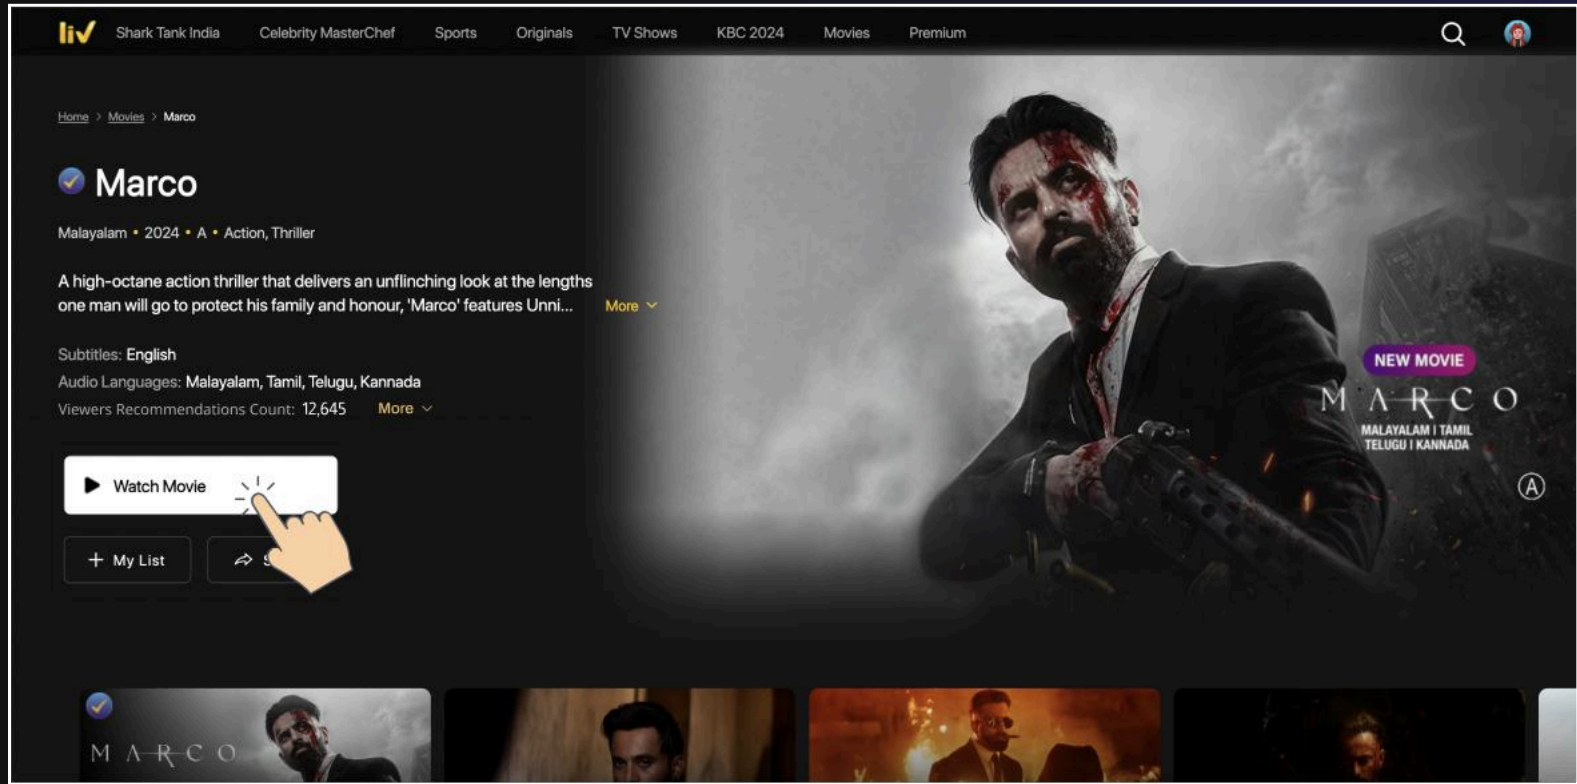 liv
Shark Tank India
Celebrity MasterChef
Sports
Originals
TV Shows
KBC 2024
Movies
Premium
Home > Movies > Marco
Marco
Malayalam • 2024 • A • Action, Thriller
A high-octane action thriller that delivers an unflinching look at the lengths
one man will go to protect his family and honour, 'Marco' features Unni... More
Subtitles: English
Audio Languages: Malayalam, Tamil, Telugu, Kannada
Viewers Recommendations Count: 12,645 More
Watch Movie
+ My List
NEW MOVIE
MARCO
MALAYALAM | TAMIL
TELUGU | KANNADA
A
MARCO